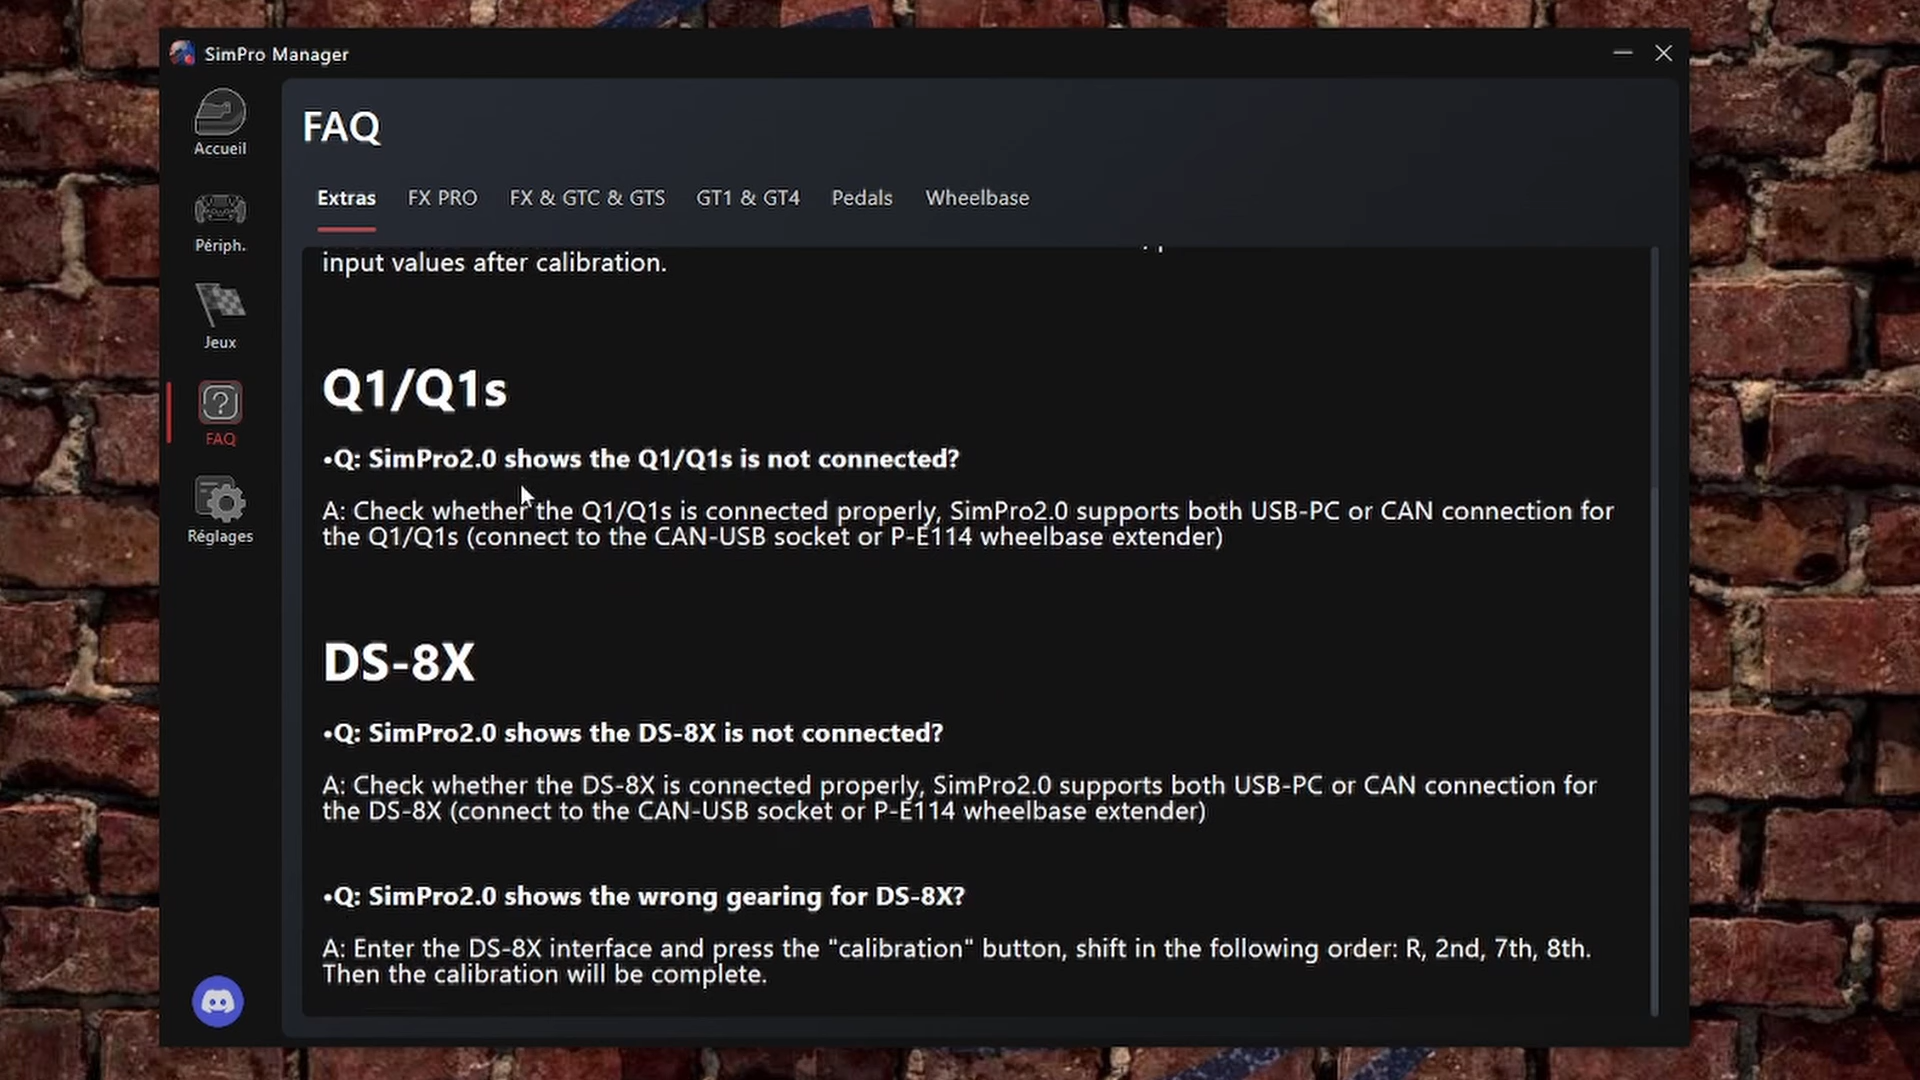 SimPro Manager
Accueil
Périph.
Jeux
FAQ
Réglages
FAQ
Extras FX PRO FX & GTC & GTS GT1 & GT4 Pedals Wheelbase
input values after calibration.
Q1/Q1s
•Q: SimPro2.0 shows the Q1/Q1s is not connected?
A: Check whether the Q1/Q1s is connected properly, SimPro2.0 supports both USB-PC or CAN connection for
the Q1/Q1s (connect to the CAN-USB socket or P-E114 wheelbase extender)
DS-8X
•Q: SimPro2.0 shows the DS-8X is not connected?
A: Check whether the DS-8X is connected properly, SimPro2.0 supports both USB-PC or CAN connection for
the DS-8X (connect to the CAN-USB socket or P-E114 wheelbase extender)
•Q: SimPro2.0 shows the wrong gearing for DS-8X?
A: Enter the DS-8X interface and press the "calibration" button, shift in the following order: R, 2nd, 7th, 8th.
Then the calibration will be complete.